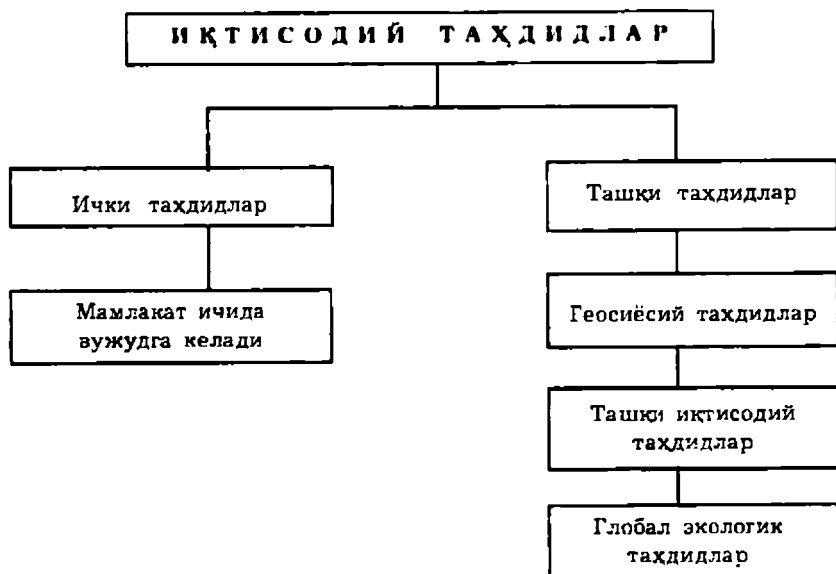 ИҚТИСОДИЙ ТАҲДИДЛАР
Ички таҳдидлар
Ташқи таҳдидлар
Мамлакат ичида
вужудга келади
Геосиёсий таҳдидлар
Ташқи иқтисодий
таҳдидлар
Глобал экологик
таҳдидлар